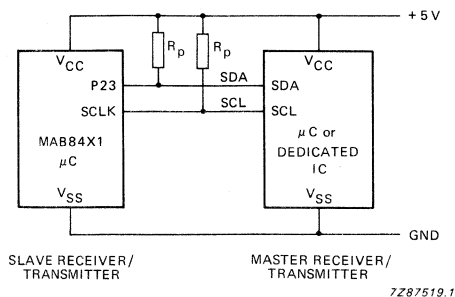 +5V
Rp Rp
VCC VCC
P23 SDA SDA
SCLK SCL SCL
MAB84X1
μC
μC or
DEDICATED
IC
VSS VSS
GND
SLAVE RECEIVER/
TRANSMITTER
MASTER RECEIVER/
TRANSMITTER
7Z87519.1